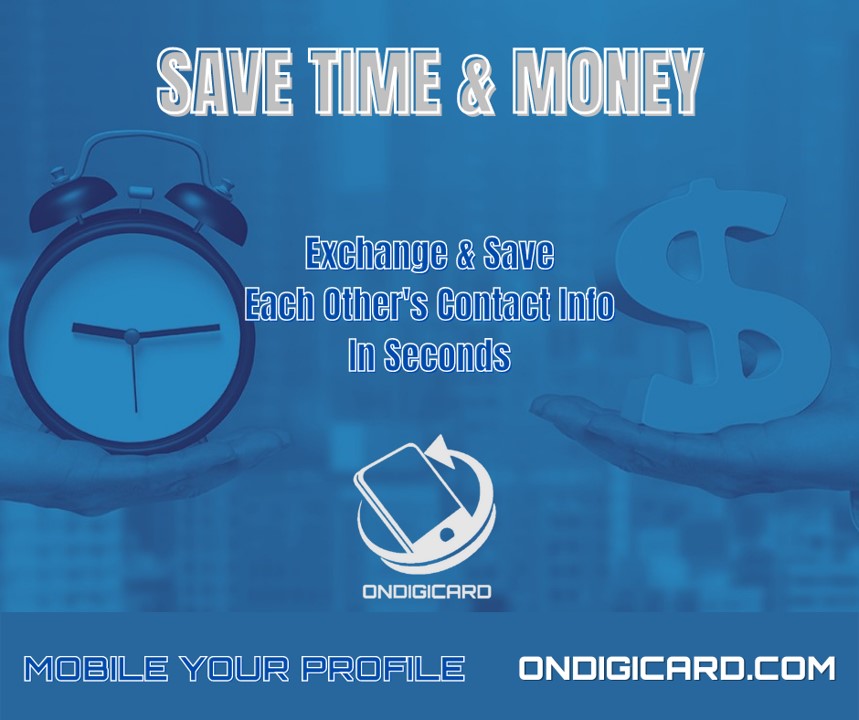 SAVE TIME & MONEY
Exchange & Save
Each Other's Contact Info
In Seconds
ONDIGICARD
MOBILE YOUR PROFILE
ONDIGICARD.COM